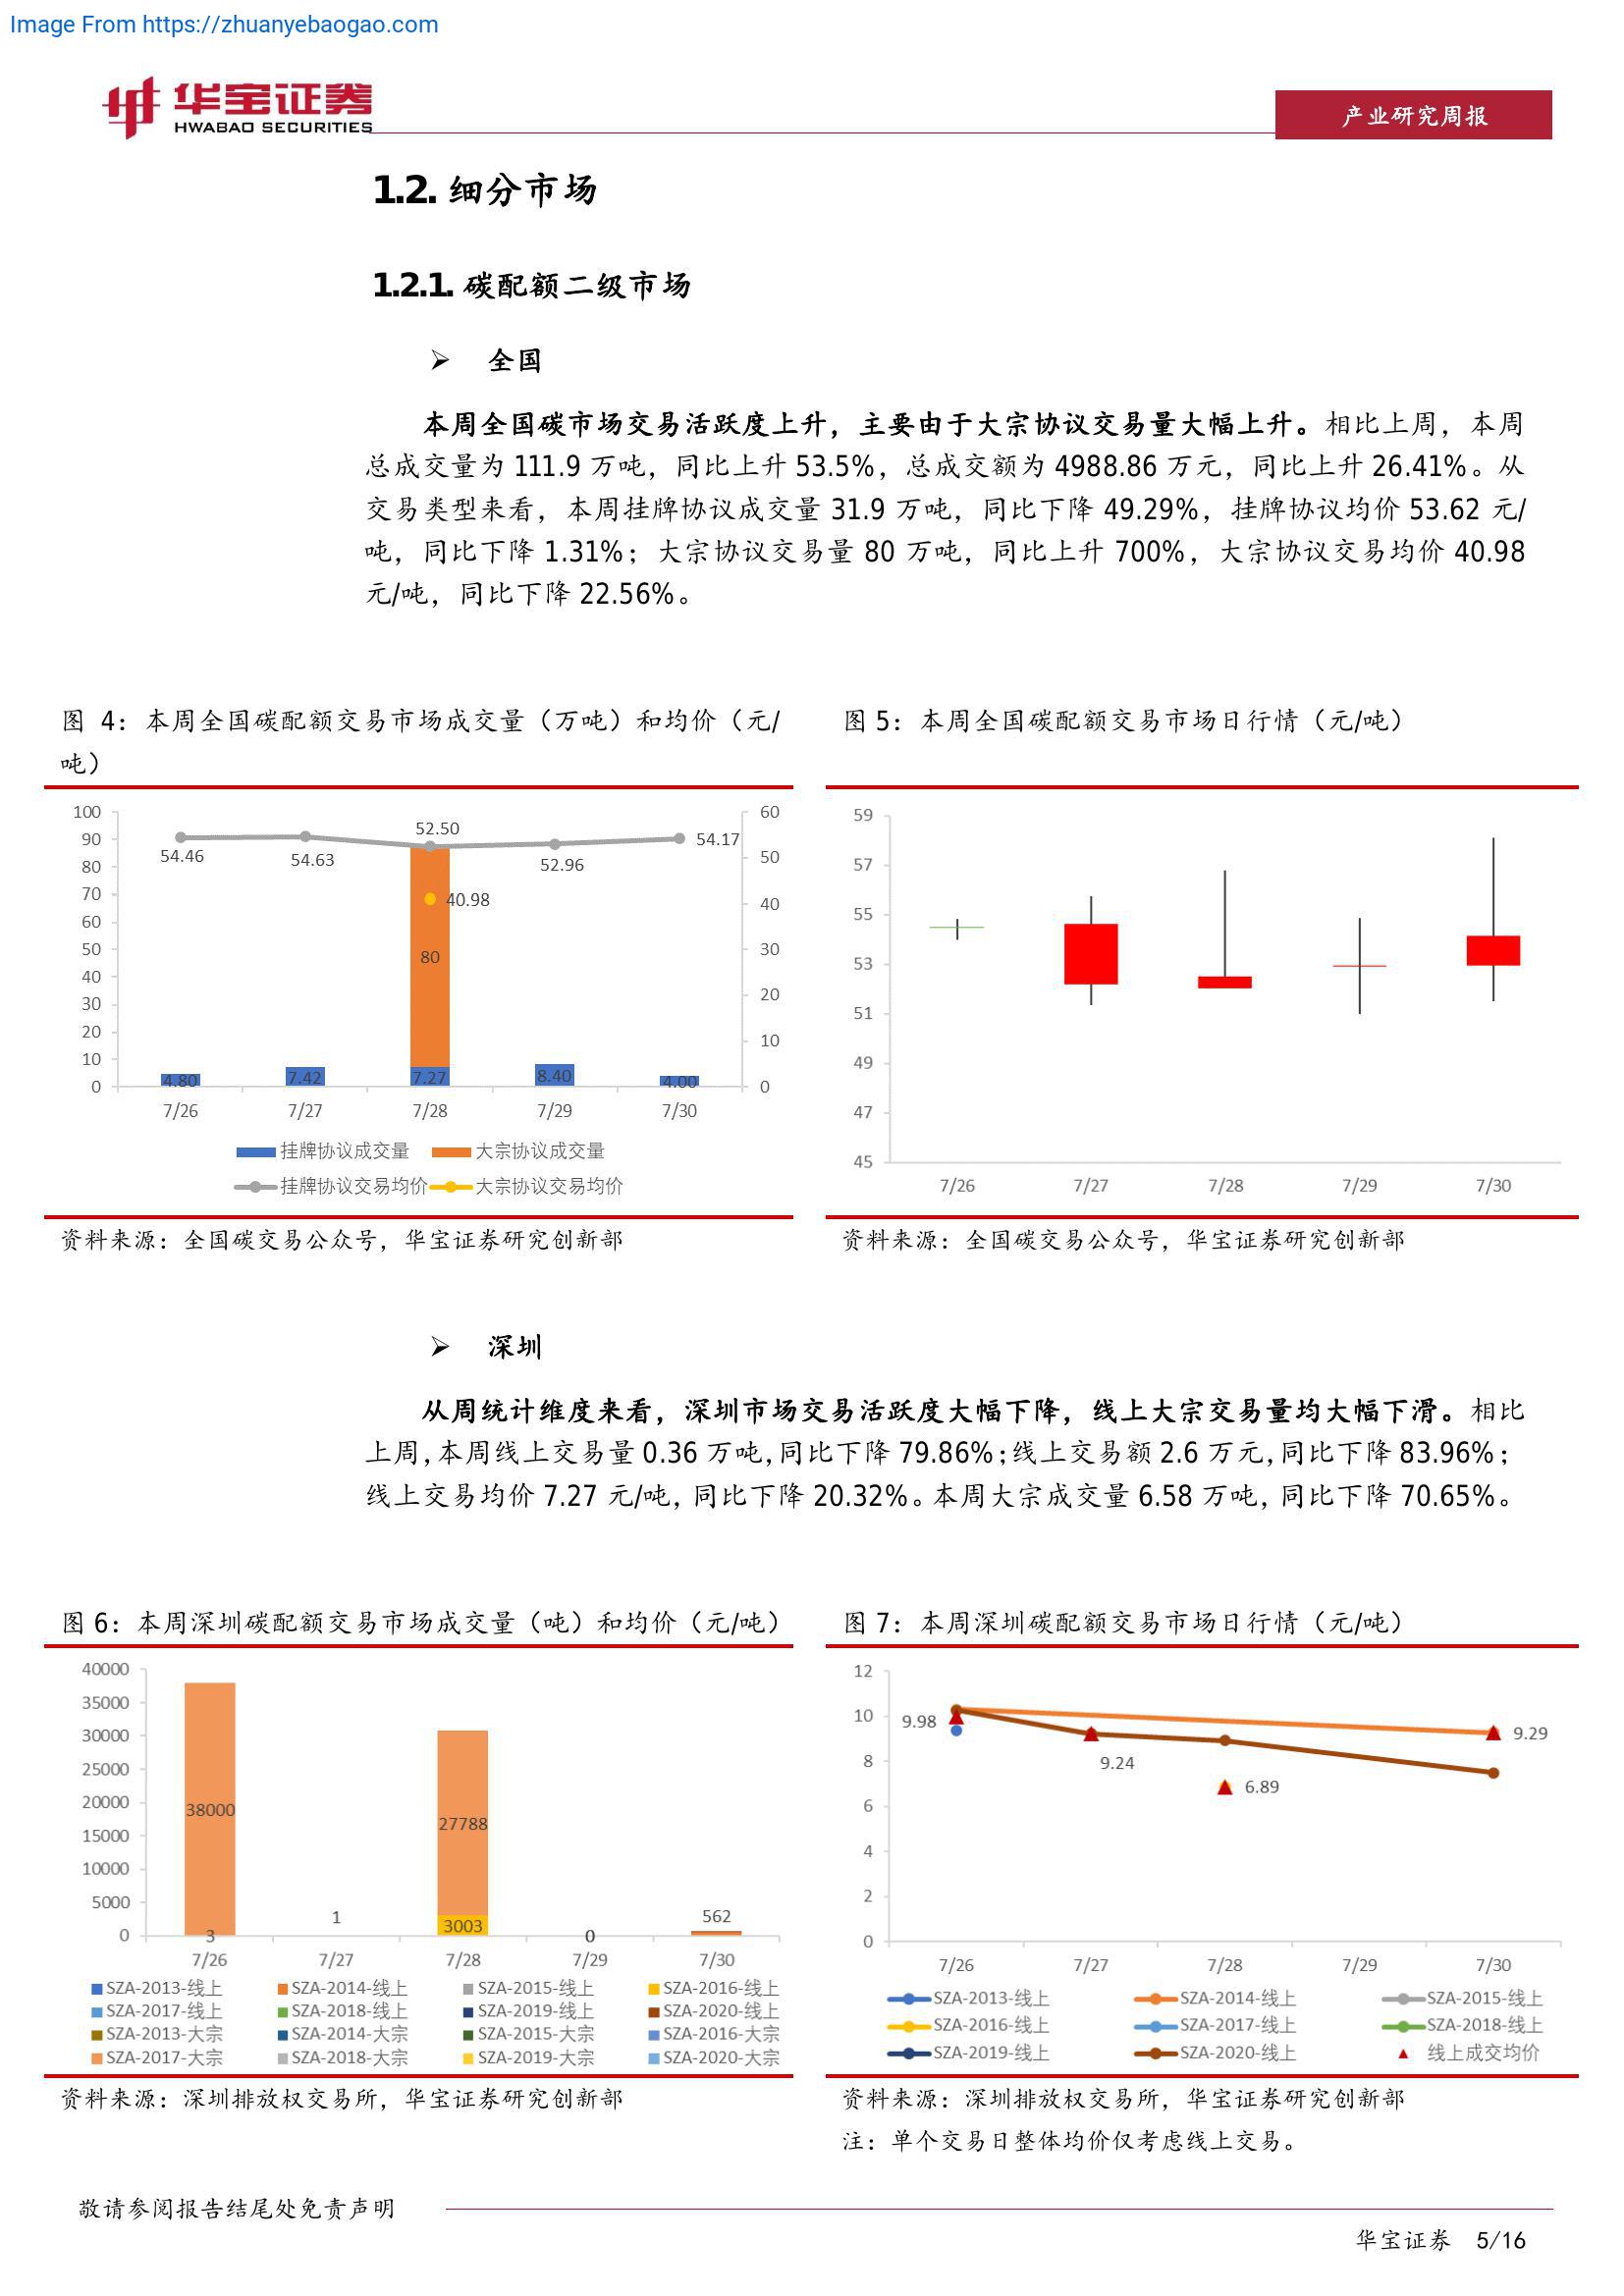 Image From https://zhuanyebaogao.com
华宝证券
HWABAO SECURITIES
产业研究周报
1.2. 细分市场
1.2.1. 碳配额二级市场
➢ 全国
本周全国碳市场交易活跃度上升，主要由于大宗协议交易量大幅上升。相比上周，本周
总成交量为 111.9 万吨，同比上升 53.5%，总成交额为 4988.86 万元，同比上升 26.41%。从
交易类型来看，本周挂牌协议成交量 31.9 万吨，同比下降 49.29%，挂牌协议均价 53.62 元/
吨，同比下降 1.31%；大宗协议交易量 80 万吨，同比上升 700%，大宗协议交易均价 40.98
元/吨，同比下降 22.56%。
图 4：本周全国碳配额交易市场成交量（万吨）和均价（元/
吨）
100
90
80
70
60
50
40
30
20
10
0
60
50
40
30
20
10
0
54.46
54.63
52.50
52.96
54.17
40.98
80
4.80
7.42
7.27
8.40
4.00
7/26 7/27 7/28 7/29 7/30
挂牌协议成交量 大宗协议成交量
挂牌协议交易均价 大宗协议交易均价
资料来源：全国碳交易公众号，华宝证券研究创新部
图 5：本周全国碳配额交易市场日行情（元/吨）
59
57
55
53
51
49
47
45
7/26 7/27 7/28 7/29 7/30
资料来源：全国碳交易公众号，华宝证券研究创新部
➢ 深圳
从周统计维度来看，深圳市场交易活跃度大幅下降，线上大宗交易量均大幅下滑。相比
上周，本周线上交易量 0.36 万吨，同比下降 79.86%；线上交易额 2.6 万元，同比下降 83.96%；
线上交易均价 7.27 元/吨，同比下降 20.32%。本周大宗成交量 6.58 万吨，同比下降 70.65%。
图 6：本周深圳碳配额交易市场成交量（吨）和均价（元/吨）
40000
35000
30000
25000
20000
15000
10000
5000
0
38000
3
1
27788
3003
0
562
7/26 7/27 7/28 7/29 7/30
SZA-2013-线上 SZA-2014-线上 SZA-2015-线上 SZA-2016-线上
SZA-2017-线上 SZA-2018-线上 SZA-2019-线上 SZA-2020-线上
SZA-2013-大宗 SZA-2014-大宗 SZA-2015-大宗 SZA-2016-大宗
SZA-2017-大宗 SZA-2018-大宗 SZA-2019-大宗 SZA-2020-大宗
资料来源：深圳排放权交易所，华宝证券研究创新部
图 7：本周深圳碳配额交易市场日行情（元/吨）
12
10
8
6
4
2
0
9.98
9.24
6.89
9.29
7/26 7/27 7/28 7/29 7/30
SZA-2013-线上 SZA-2014-线上 SZA-2015-线上
SZA-2016-线上 SZA-2017-线上 SZA-2018-线上
SZA-2019-线上 SZA-2020-线上 线上成交均价
资料来源：深圳排放权交易所，华宝证券研究创新部
注：单个交易日整体均价仅考虑线上交易。
敬请参阅报告结尾处免责声明
华宝证券 5/16